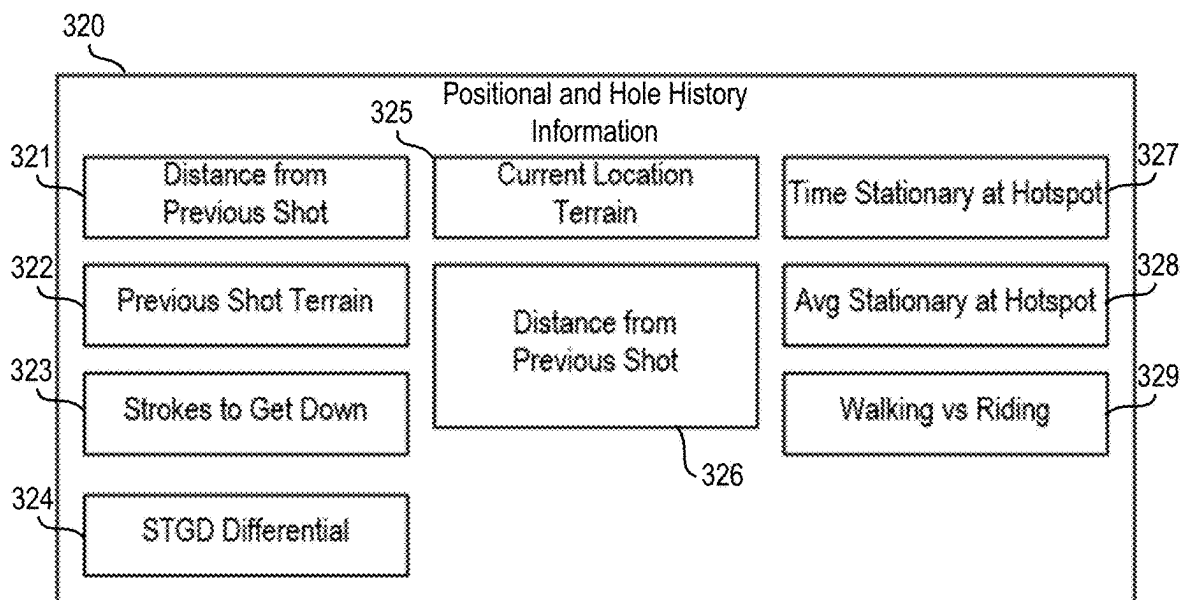 320
Positional and Hole History
Information
321
Distance from
Previous Shot
325
Current Location
Terrain
327
Time Stationary at Hotspot
322
Previous Shot Terrain
Distance from
Previous Shot
326
328
Avg Stationary at Hotspot
323
Strokes to Get Down
329
Walking vs Riding
324
STGD Differential